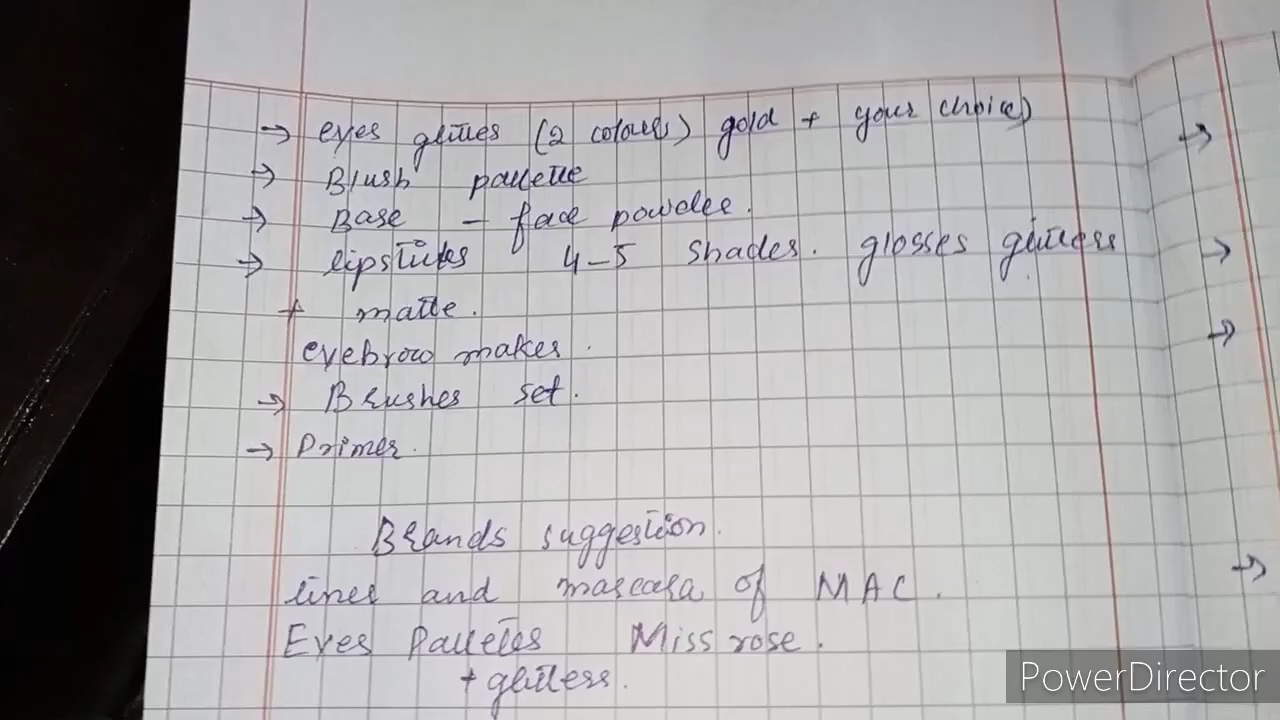 → eyes glitters (2 colours) gold + your choice)
→ Blush pallette
→ Base - face powder.
→ lipsticks 4-5 shades. glosses glitters
+ matte.
eyebrow maker.
→ Brushes set.
→ Primer.
Brands suggestion.
liner and mascara of MAC.
Eyes Palletes Miss rose.
+ glitters.
PowerDirector